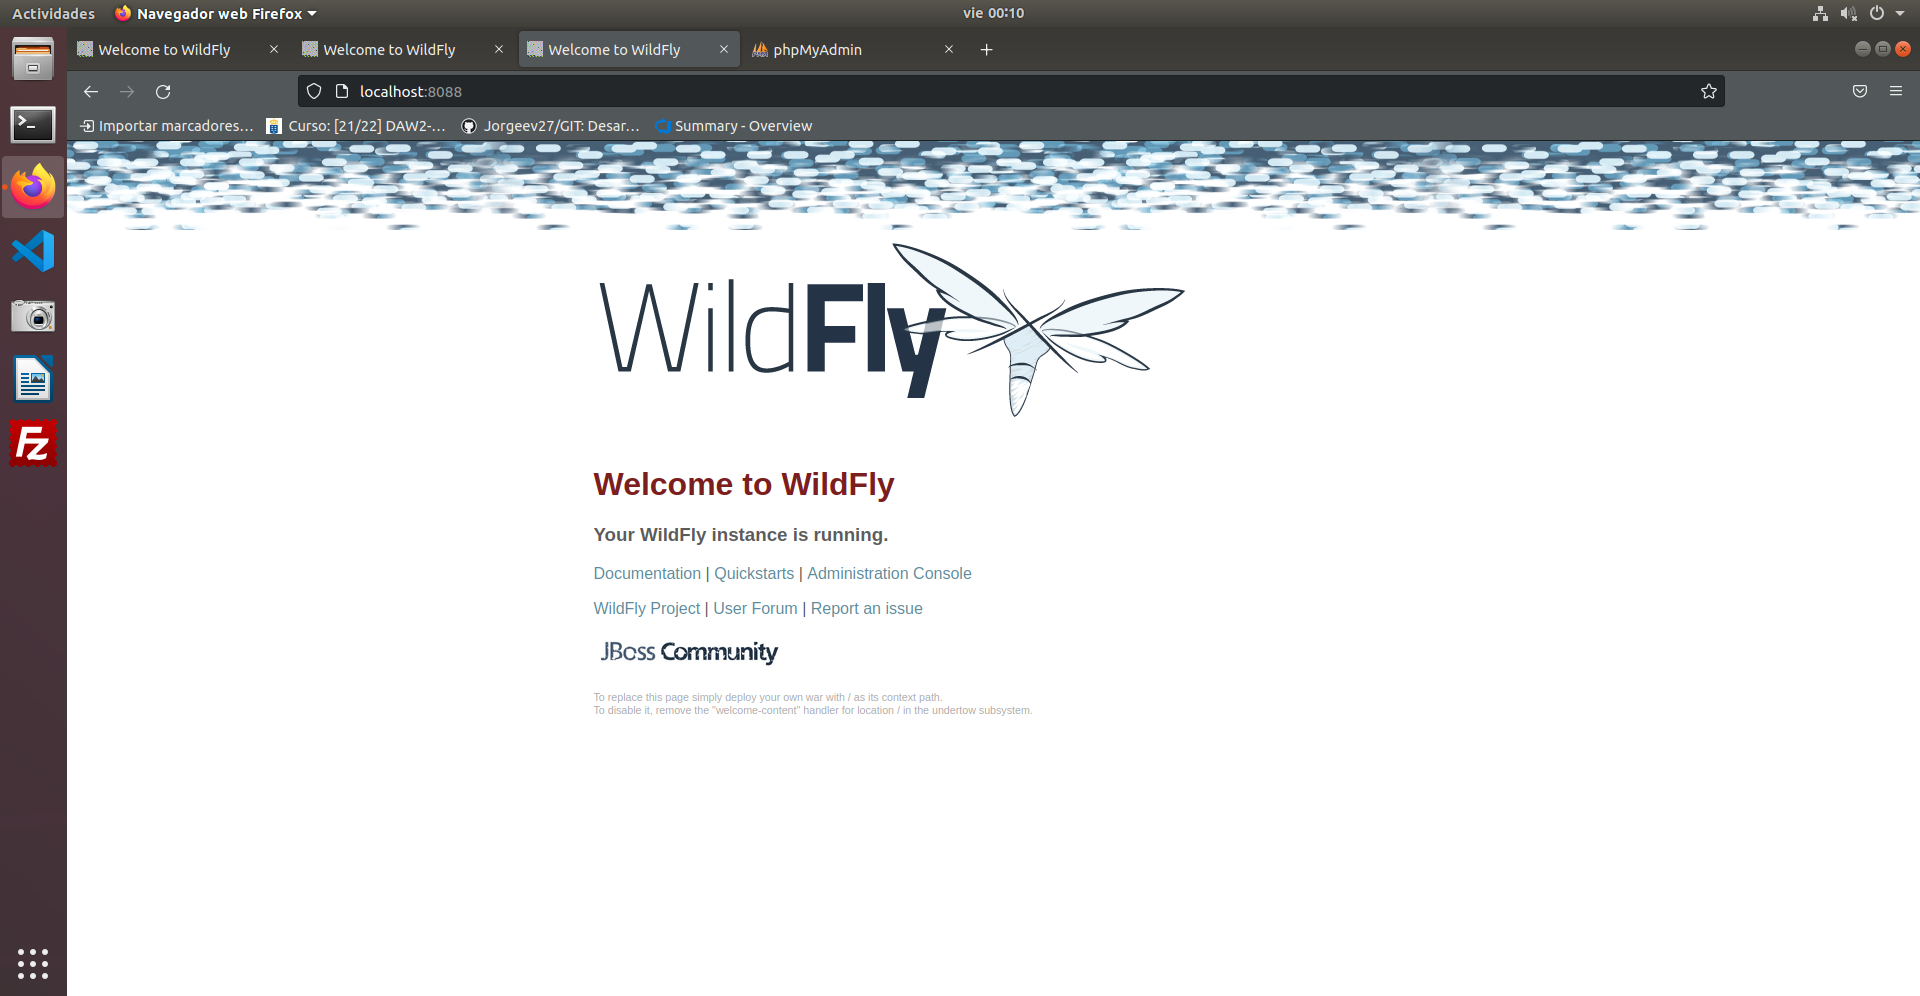 Actividades Navegador web Firefox vie 00:10
Welcome to WildFly Welcome to WildFly Welcome to WildFly phpMyAdmin
localhost:8088
Importar marcadores… Curso: [21/22] DAW2-… Jorgeev27/GIT: Desar… Summary - Overview
WildFly
Fz
Welcome to WildFly
Your WildFly instance is running.
Documentation | Quickstarts | Administration Console
WildFly Project | User Forum | Report an issue
JBoss Community
To replace this page simply deploy your own war with / as its context path.
To disable it, remove the "welcome-content" handler for location / in the undertow subsystem.